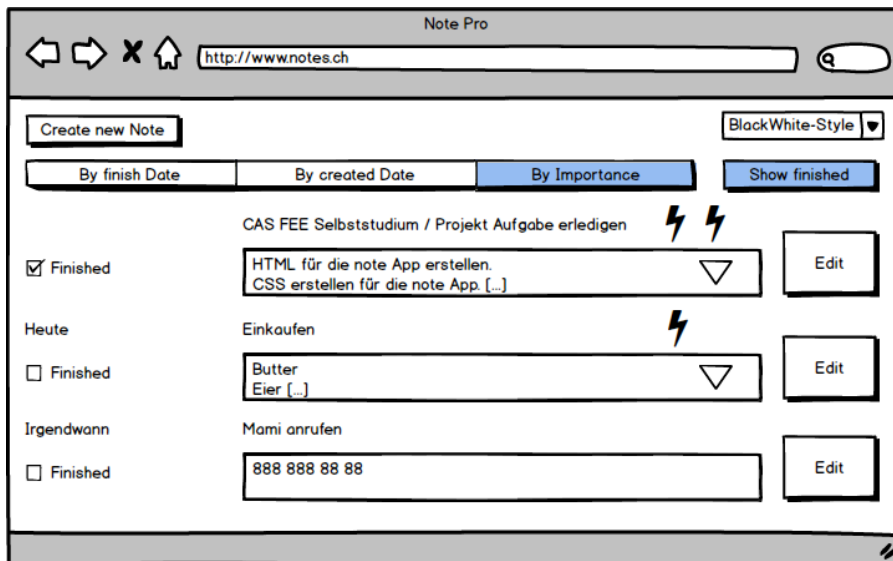 Note Pro
http://www.notes.ch
Create new Note
BlackWhite-Style
By finish Date
By created Date
By Importance
Show finished
CAS FEE Selbststudium / Projekt Aufgabe erledigen
Finished
HTML für die note App erstellen.
CSS erstellen für die note App. [...]
Edit
Heute
Einkaufen
Finished
Butter
Eier [...]
Edit
Irgendwann
Mami anrufen
Finished
888 888 88 88
Edit